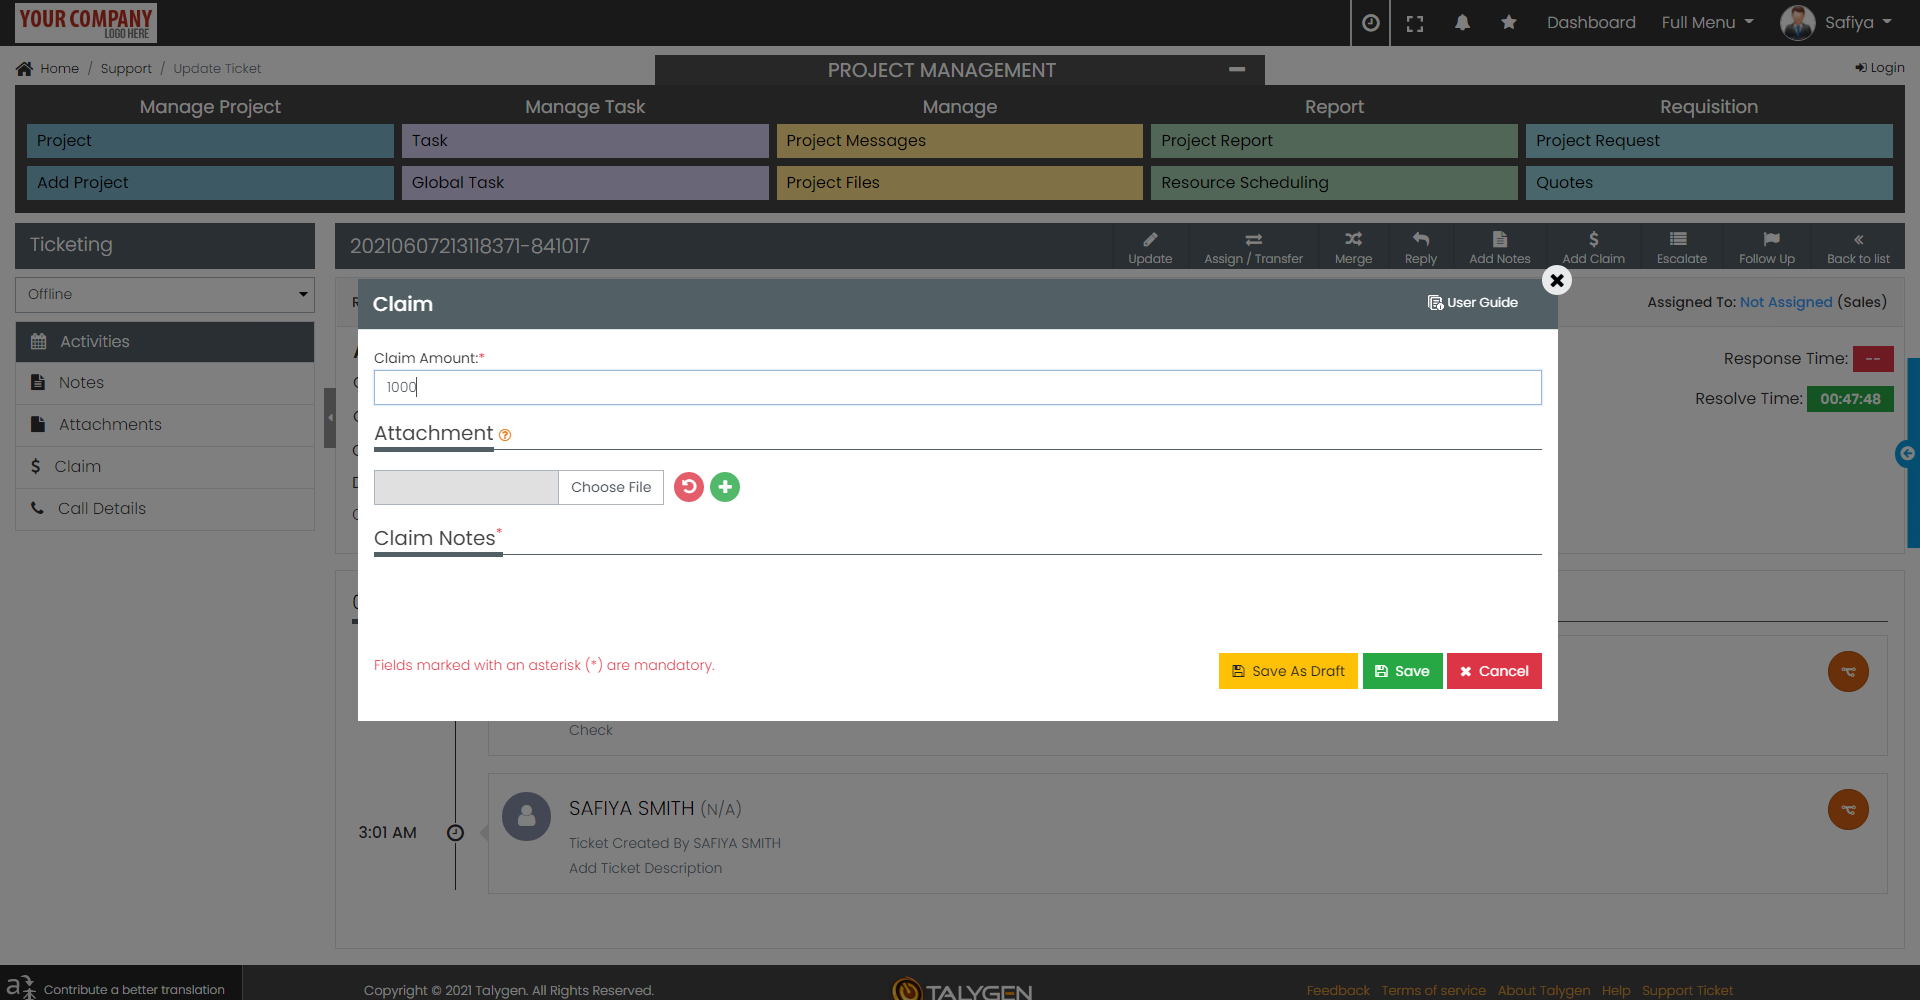 YOUR COMPANY
LOGO HERE
Dashboard
Full Menu
Safiya
Home / Support / Update Ticket
PROJECT MANAGEMENT
Login
Manage Project
Manage Task
Manage
Report
Requisition
Project
Task
Project Messages
Project Report
Project Request
Add Project
Global Task
Project Files
Resource Scheduling
Quotes
Ticketing
20210607213118371-841017
Update
Assign / Transfer
Merge
Reply
Add Notes
Add Claim
Escalate
Follow Up
Back to list
Offline
Claim
User Guide
Assigned To: Not Assigned (Sales)
Activities
Notes
Attachments
Claim
Call Details
Claim Amount:*
1000
Response Time: --
Resolve Time: 00:47:48
Attachment
Choose File
Claim Notes*
Fields marked with an asterisk (*) are mandatory.
Save As Draft
Save
Cancel
Check
3:01 AM
SAFIYA SMITH (N/A)
Ticket Created By SAFIYA SMITH
Add Ticket Description
Contribute a better translation
Copyright © 2021 Talygen. All Rights Reserved.
TALYGEN
Feedback
Terms of service
About Talygen
Help
Support Ticket